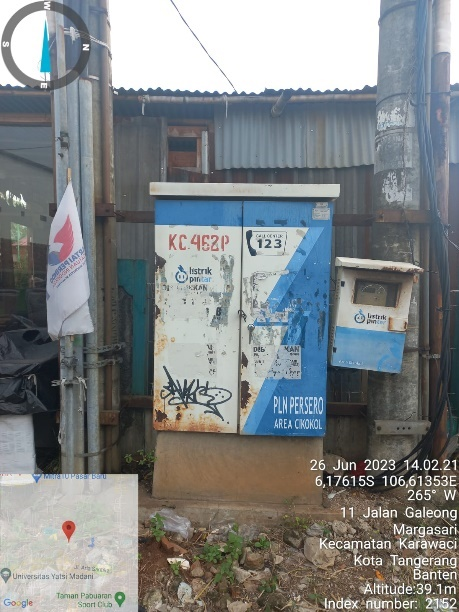 N
E
S
KC.462P
CALL CENTER
123
listrik
pintar
listrik
pintar
PLN PERSERO
AREA CIKOKOL
26 Jun 2023 14.02.21
6,17615S 106,61353E
265° W
11 Jalan Galeong
Margasari
Kecamatan Karawaci
Kota Tangerang
Banten
Altitude:39.1m
Index number: 2152
Mitra10 Pasar Baru
Universitas Yatsi Madani
Taman Pabuaran
Sport Club
Google